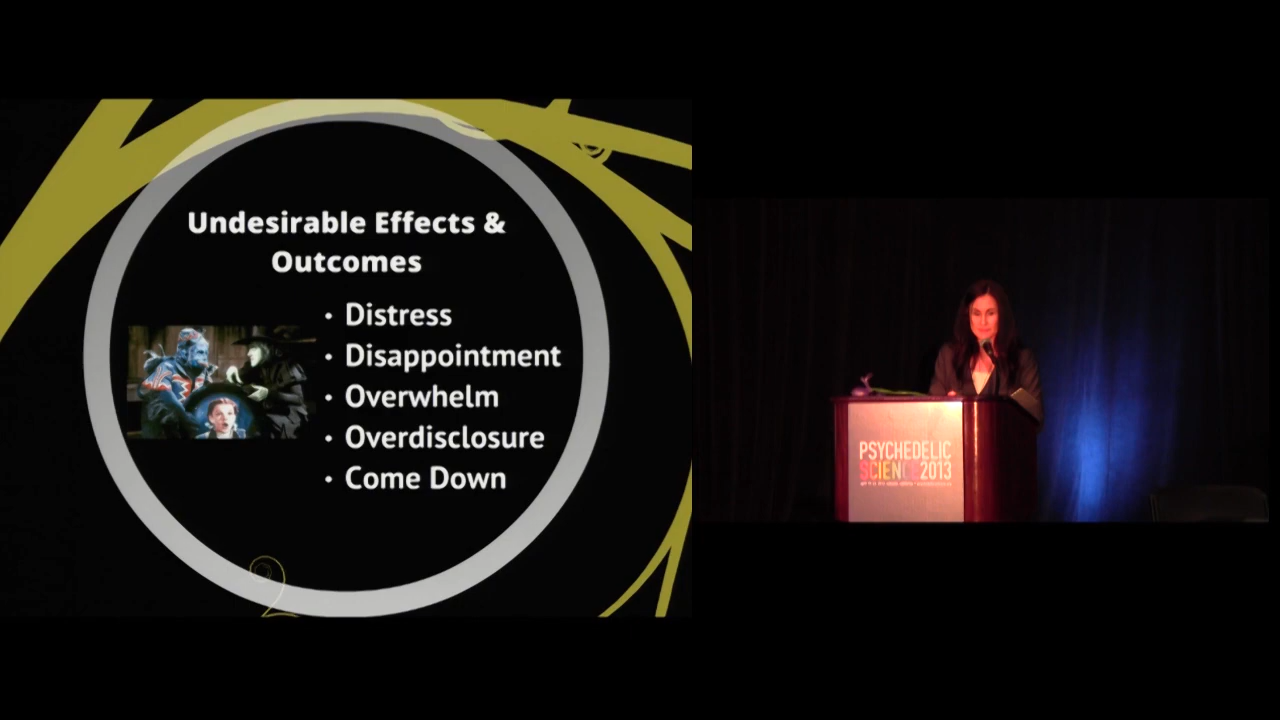 Undesirable Effects &
Outcomes
• Distress
• Disappointment
• Overwhelm
• Overdisclosure
• Come Down
PSYCHEDELIC
SCIENCE 2013